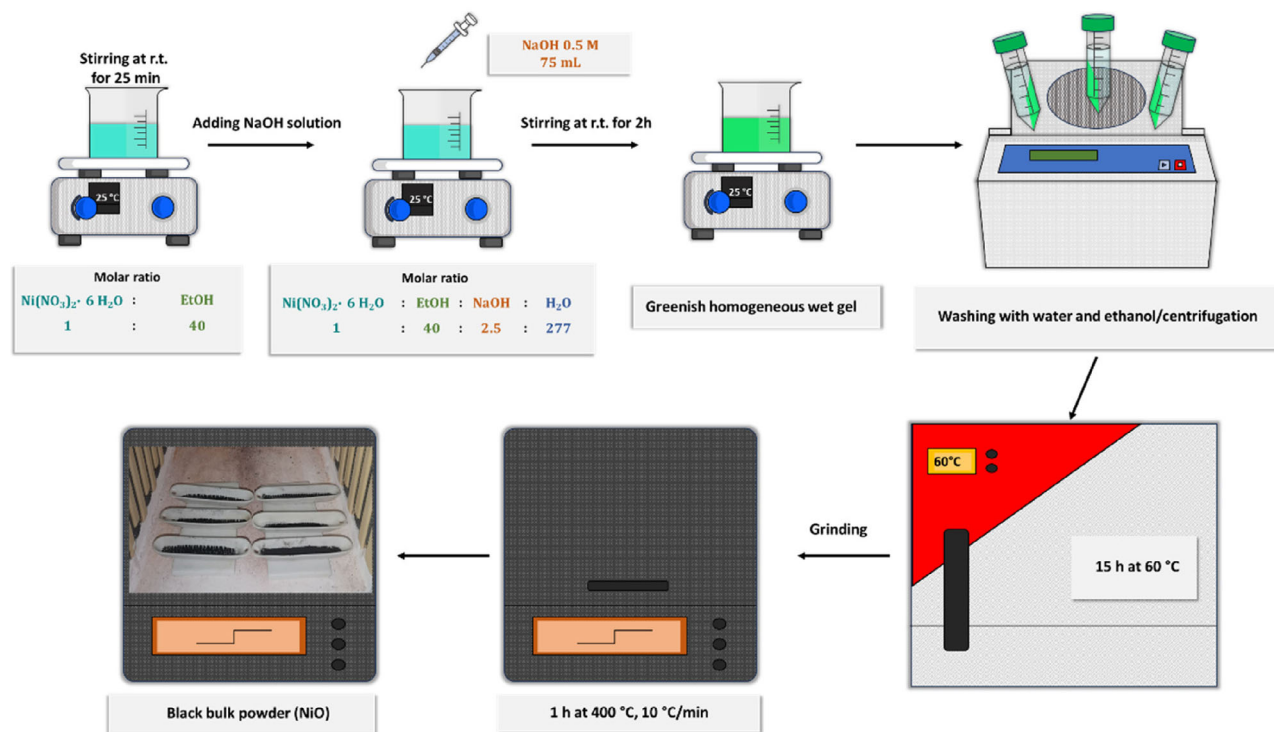 Stirring at r.t.
for 25 min
25 °C
Adding NaOH solution
NaOH 0.5 M
75 mL
25 °C
Stirring at r.t. for 2h
25 °C
Molar ratio
Ni(NO₃)₂· 6 H₂O : EtOH
1 : 40
Molar ratio
Ni(NO₃)₂· 6 H₂O : EtOH : NaOH : H₂O
1 : 40 : 2.5 : 277
Greenish homogeneous wet gel
Washing with water and ethanol/centrifugation
60°C
15 h at 60 °C
Grinding
1 h at 400 °C, 10 °C/min
Black bulk powder (NiO)